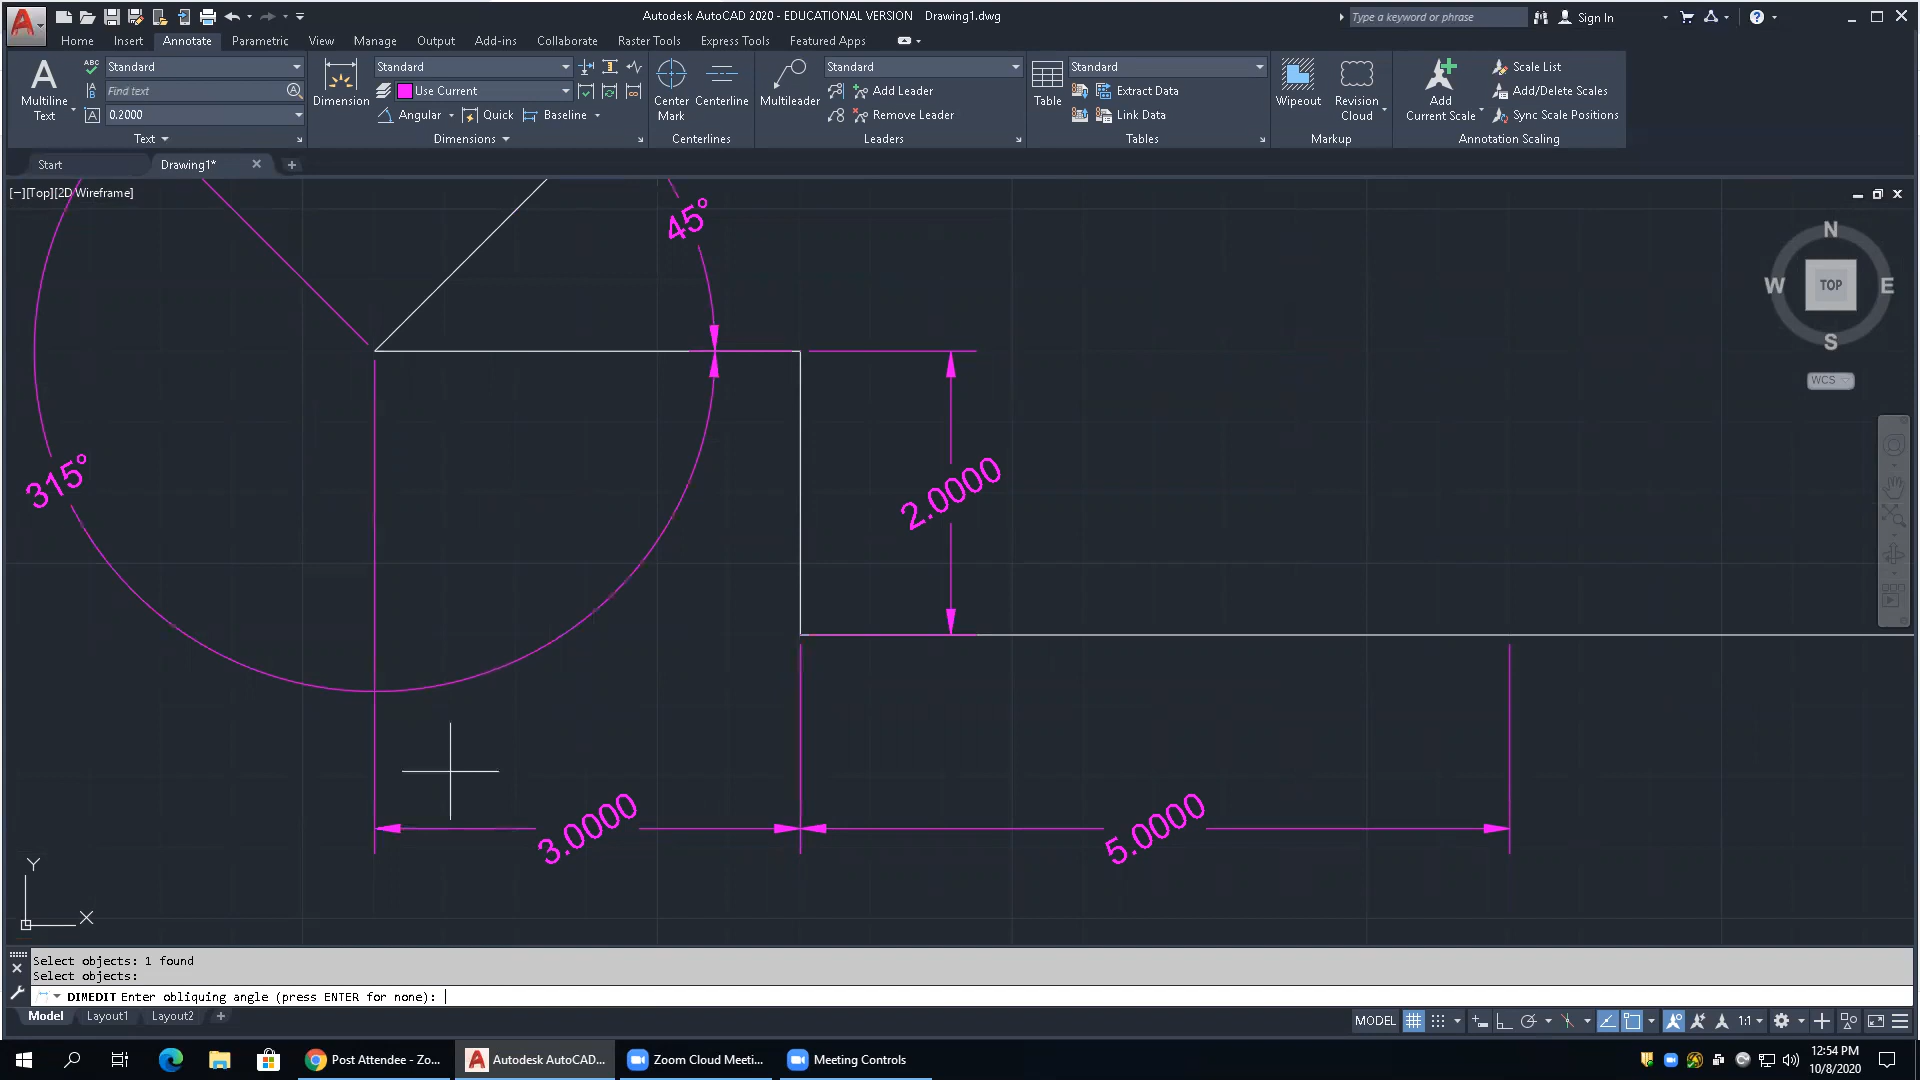 Autodesk AutoCAD 2020 - EDUCATIONAL VERSION Drawing1.dwg
Type a keyword or phrase
Sign In
Home Insert Annotate Parametric View Manage Output Add-ins Collaborate Raster Tools Express Tools Featured Apps
A Multiline Text
ABC Standard
Find text
0.2000
Text
Dimension
Standard
Use Current
Angular Quick Baseline
Dimensions
Center Mark
Centerline
Centerlines
Multileader
Standard
Add Leader
Remove Leader
Leaders
Table
Standard
Extract Data
Link Data
Tables
Wipeout
Revision Cloud
Markup
Add Current Scale
Scale List
Add/Delete Scales
Sync Scale Positions
Annotation Scaling
Start Drawing1*
[−][Top][2D Wireframe]
45°
N
W TOP E
S
WCS
315°
2.0000
3.0000 5.0000
Y
X
Select objects: 1 found
Select objects:
DIMEDIT Enter obliquing angle (press ENTER for none):
Model Layout1 Layout2 +
MODEL 1:1
Post Attendee - Zo... Autodesk AutoCAD... Zoom Cloud Meeti... Meeting Controls
12:54 PM
10/8/2020